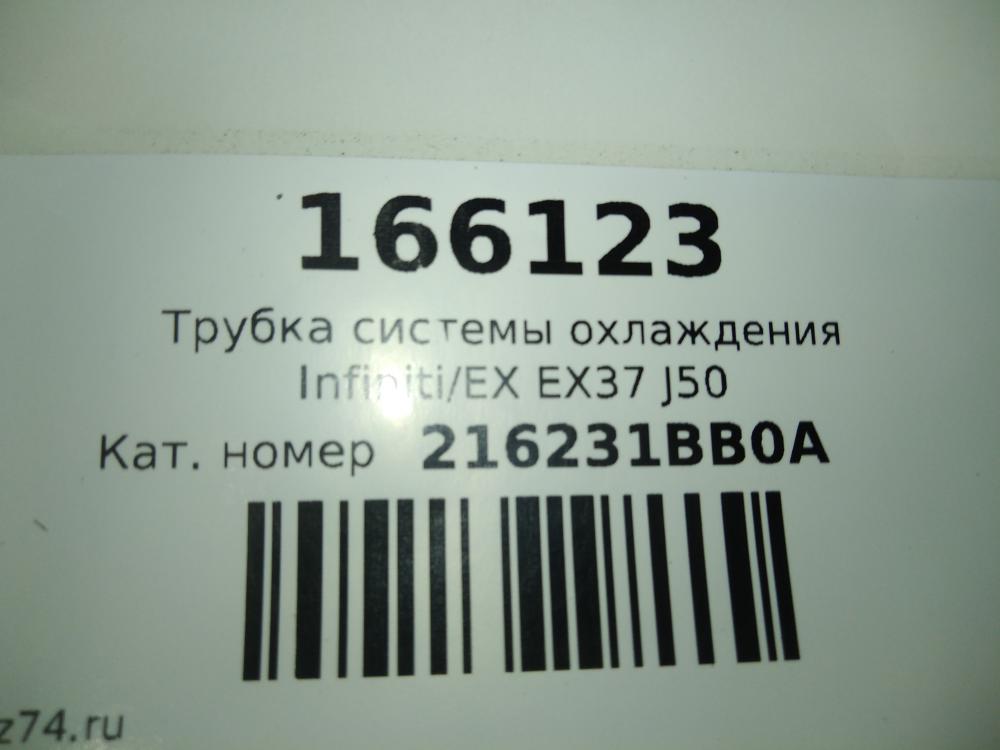 166123
Трубка системы охлаждения
Infiniti/EX EX37 J50
Кат. номер 216231BB0A
z74.ru